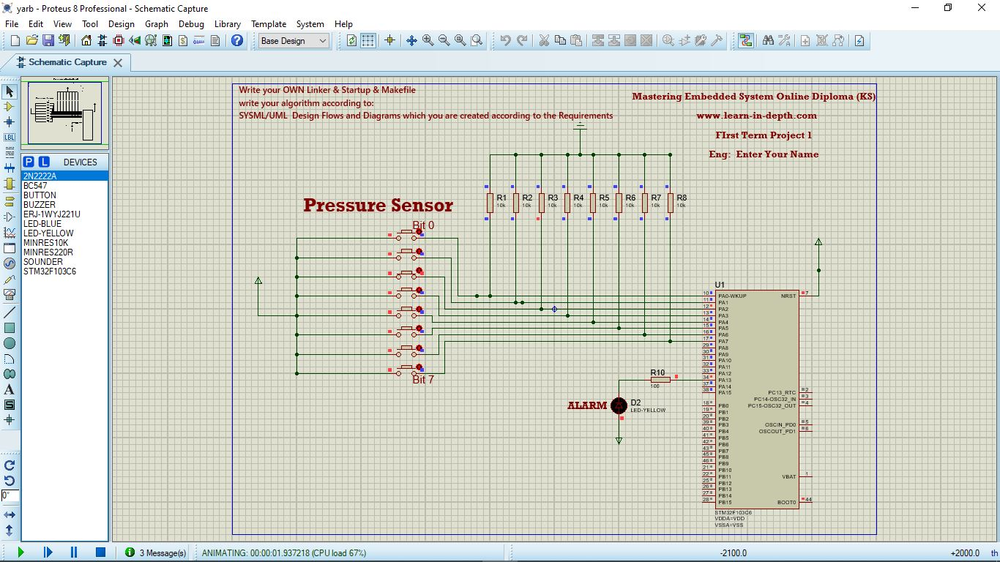 yarb - Proteus 8 Professional - Schematic Capture
File Edit View Tool Design Graph Debug Library Template System Help
Base Design
Schematic Capture
Write your OWN Linker & Startup & Makefile
write your algorithm according to:
SYSML/UML Design Flows and Diagrams which you are created according to the Requirements
Mastering Embedded System Online Diploma (KS)
www.learn-in-depth.com
FIrst Term Project 1
Eng: Enter Your Name
P L DEVICES
2N2222A
BC547
BUTTON
BUZZER
ERJ-1WYJ221U
LED-BLUE
LED-YELLOW
MINRES10K
MINRES220R
SOUNDER
STM32F103C6
LBL
A
S
0°
Pressure Sensor
Bit 0
Bit 7
R1 R2 R3 R4 R5 R6 R7 R8
10k 10k 10k 10k 10k 10k 10k 10k
U1
10 PA0-WKUP NRST 7
11 PA1
12 PA2
13 PA3
14 PA4
15 PA5
16 PA6
17 PA7
29 PA8
30 PA9
31 PA10
32 PA11
33 PA12
34 PA13
37 PA14
38 PA15
PC13_RTC 2
PC14-OSC32_IN 3
PC15-OSC32_OUT 4
18 PB0
19 PB1
20 PB2
39 PB3 OSCIN_PD0 5
40 PB4 OSCOUT_PD1 6
41 PB5
42 PB6
43 PB7
45 PB8
46 PB9
21 PB10
22 PB11 VBAT 1
25 PB12
26 PB13
27 PB14
28 PB15 BOOT0 44
STM32F103C6
VDDA=VDD
VSSA=VSS
R10
100
ALARM
D2
LED-YELLOW
3 Message(s)
ANIMATING: 00:00:01.937218 (CPU load 67%)
-2100.0
+2000.0 th